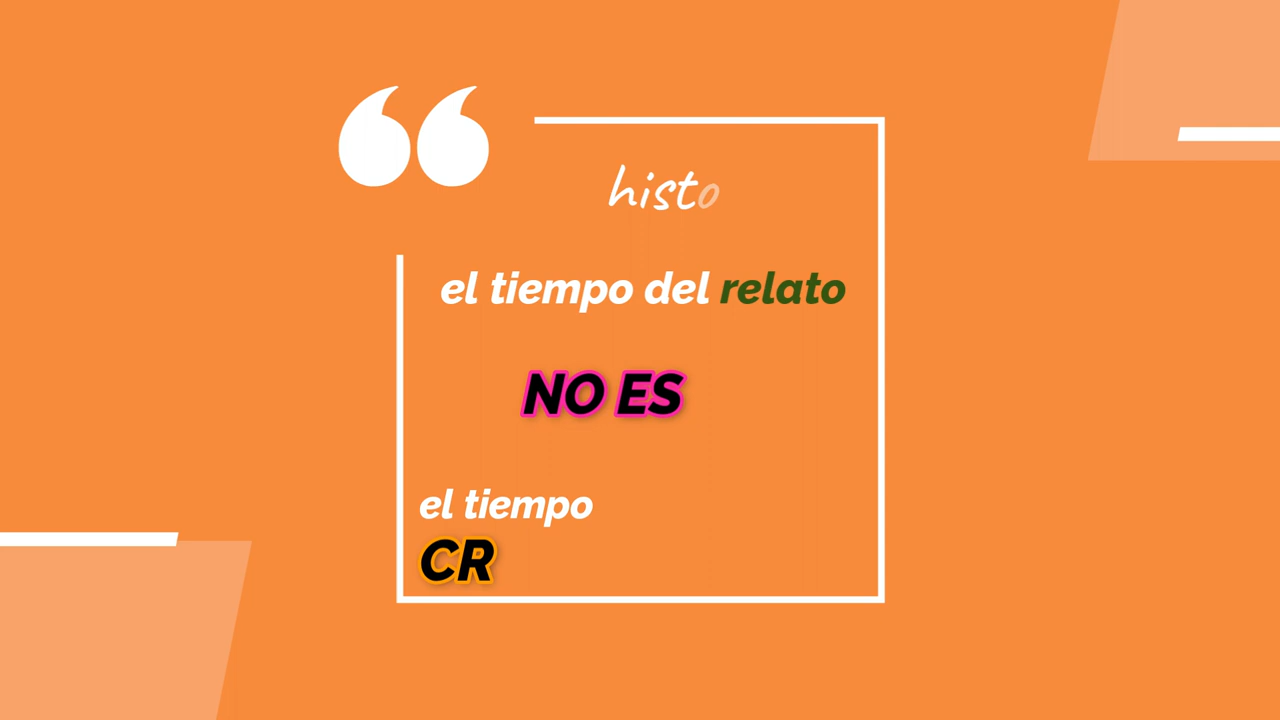 histo
el tiempo del relato
NO ES
el tiempo
CR